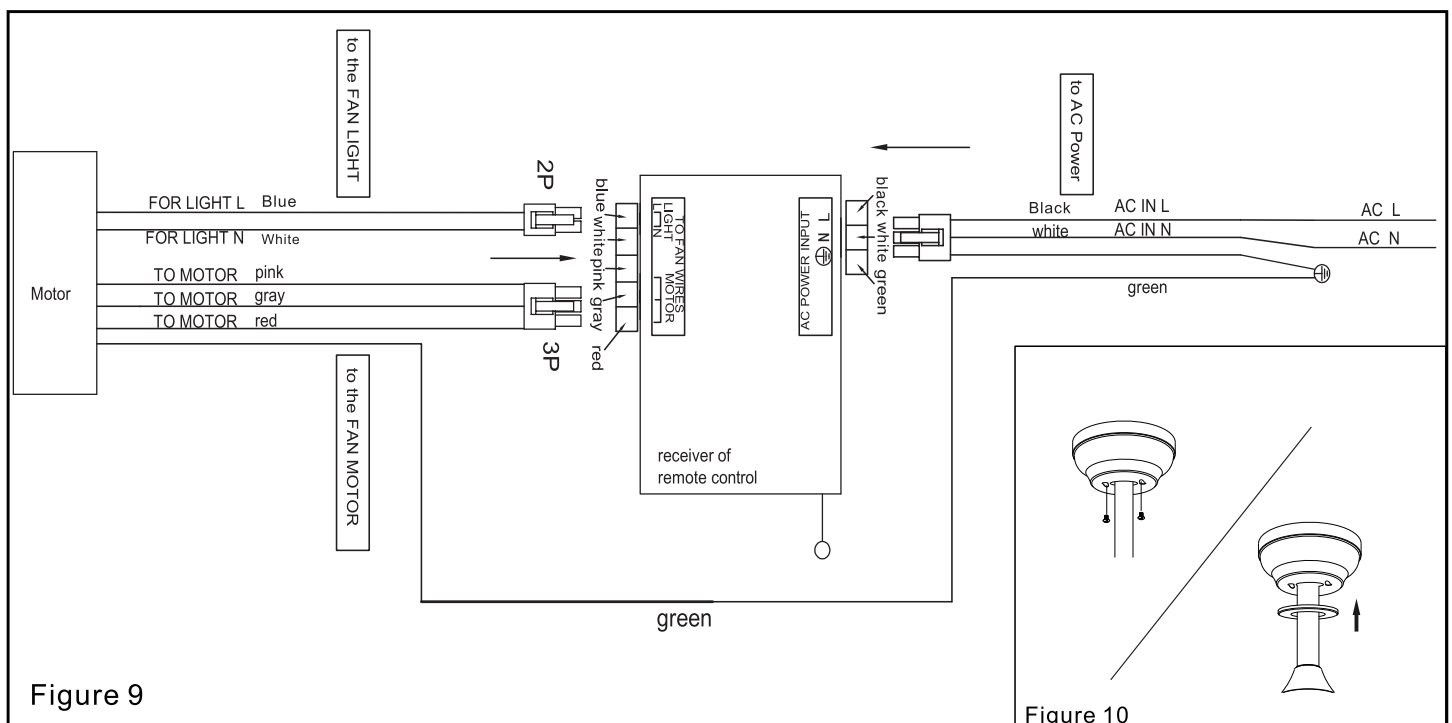 to the FAN LIGHT
to AC Power
2P
FOR LIGHT L Blue
FOR LIGHT N White
TO MOTOR pink
TO MOTOR gray
TO MOTOR red
Motor
3P
to the FAN MOTOR
blue white pink gray red
TO FAN WIRES
LIGHT MOTOR
L N
AC POWER INPUT
L N
black white green
Black AC IN L
white AC IN N
AC L
AC N
green
receiver of
remote control
green
Figure 9
Figure 10